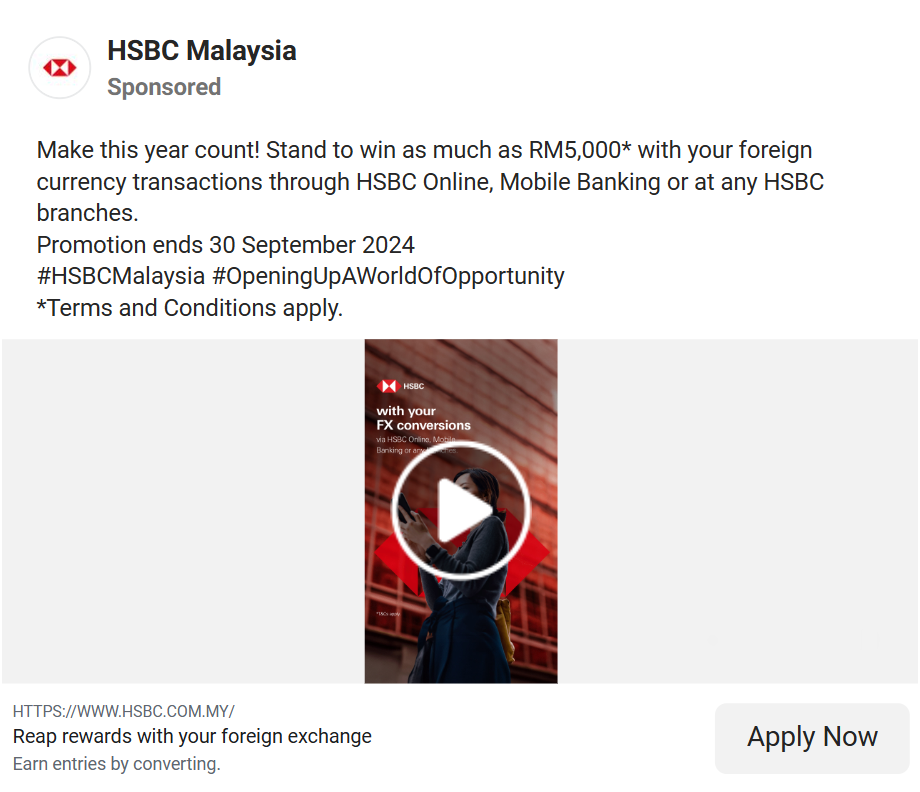 HSBC Malaysia
Sponsored
Make this year count! Stand to win as much as RM5,000* with your foreign
currency transactions through HSBC Online, Mobile Banking or at any HSBC
branches.
Promotion ends 30 September 2024
#HSBCMalaysia #OpeningUpAWorldOfOpportunity
*Terms and Conditions apply.
HSBC
with your
FX conversions
via HSBC Online, Mobile
Banking or any
HTTPS://WWW.HSBC.COM.MY/
Reap rewards with your foreign exchange
Earn entries by converting.
Apply Now